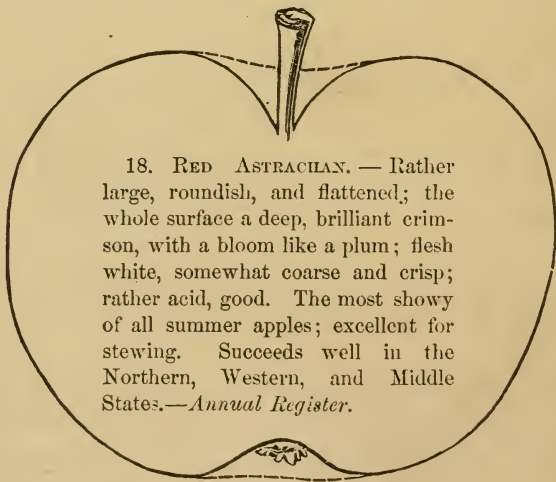 18. RED ASTRACHAN. — Rather
large, roundish, and flattened; the
whole surface a deep, brilliant crim-
son, with a bloom like a plum; flesh
white, somewhat coarse and crisp;
rather acid, good. The most showy
of all summer apples; excellent for
stewing. Succeeds well in the
Northern, Western, and Middle
States.—Annual Register.